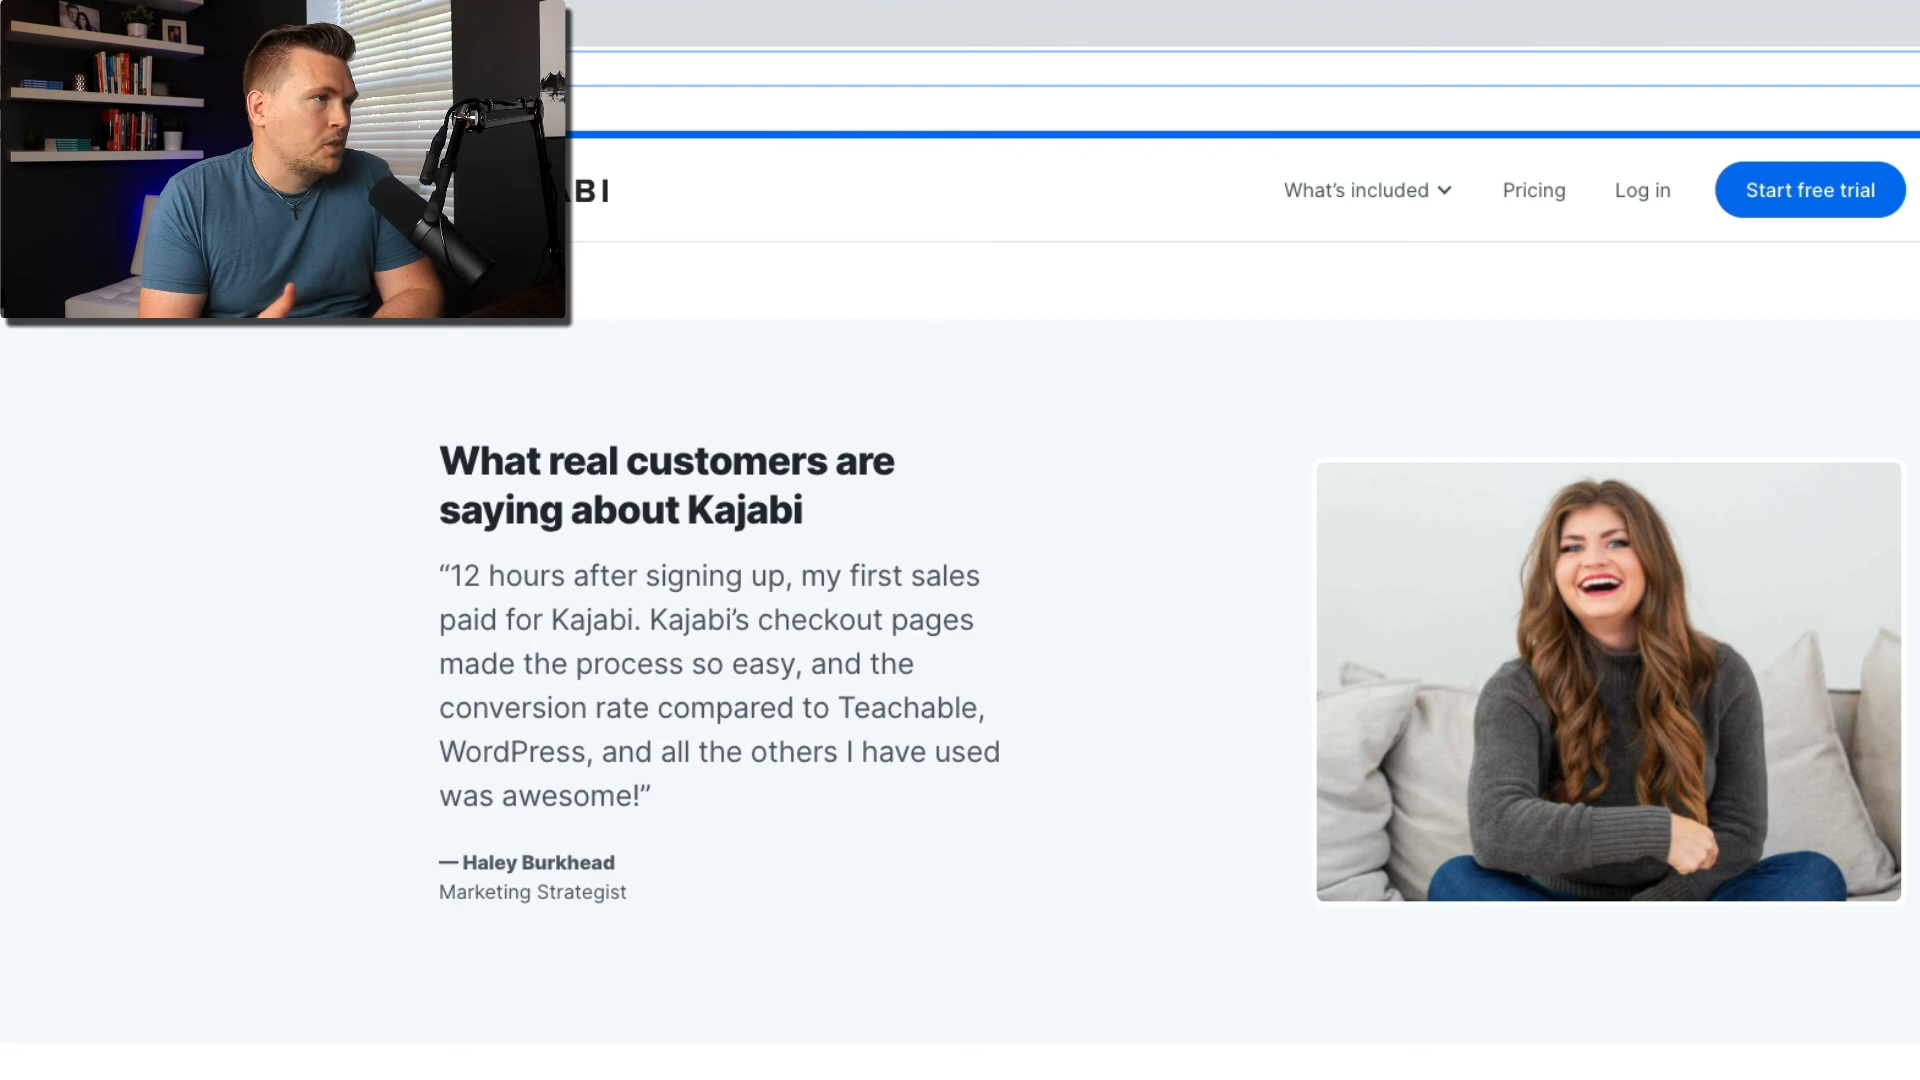 ABI
What's included
Pricing
Log in
Start free trial
What real customers are
saying about Kajabi
“12 hours after signing up, my first sales
paid for Kajabi. Kajabi’s checkout pages
made the process so easy, and the
conversion rate compared to Teachable,
WordPress, and all the others I have used
was awesome!”
— Haley Burkhead
Marketing Strategist